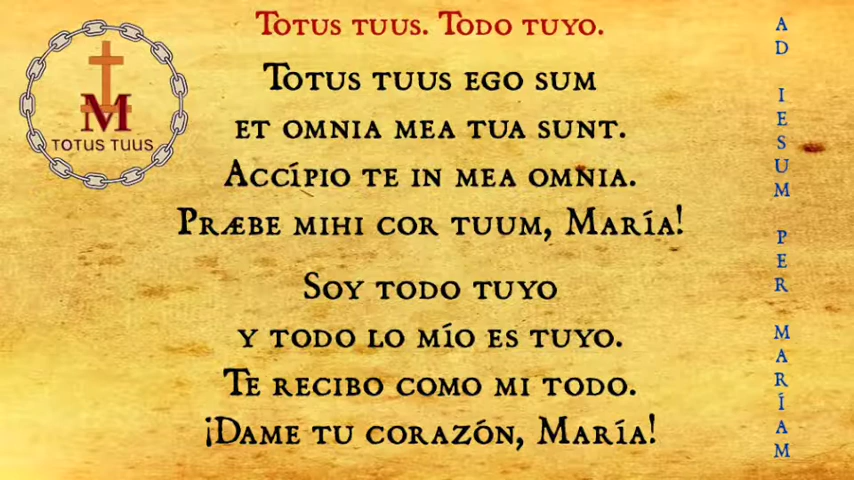 Totus tuus. Todo tuyo.
Totus tuus ego sum
et omnia mea tua sunt.
Accípio te in mea omnia.
Præbe mihi cor tuum, María!
Soy todo tuyo
y todo lo mío es tuyo.
Te recibo como mi todo.
¡Dame tu corazón, María!
M
TOTUS TUUS
AD IESUM PER MARÍAM